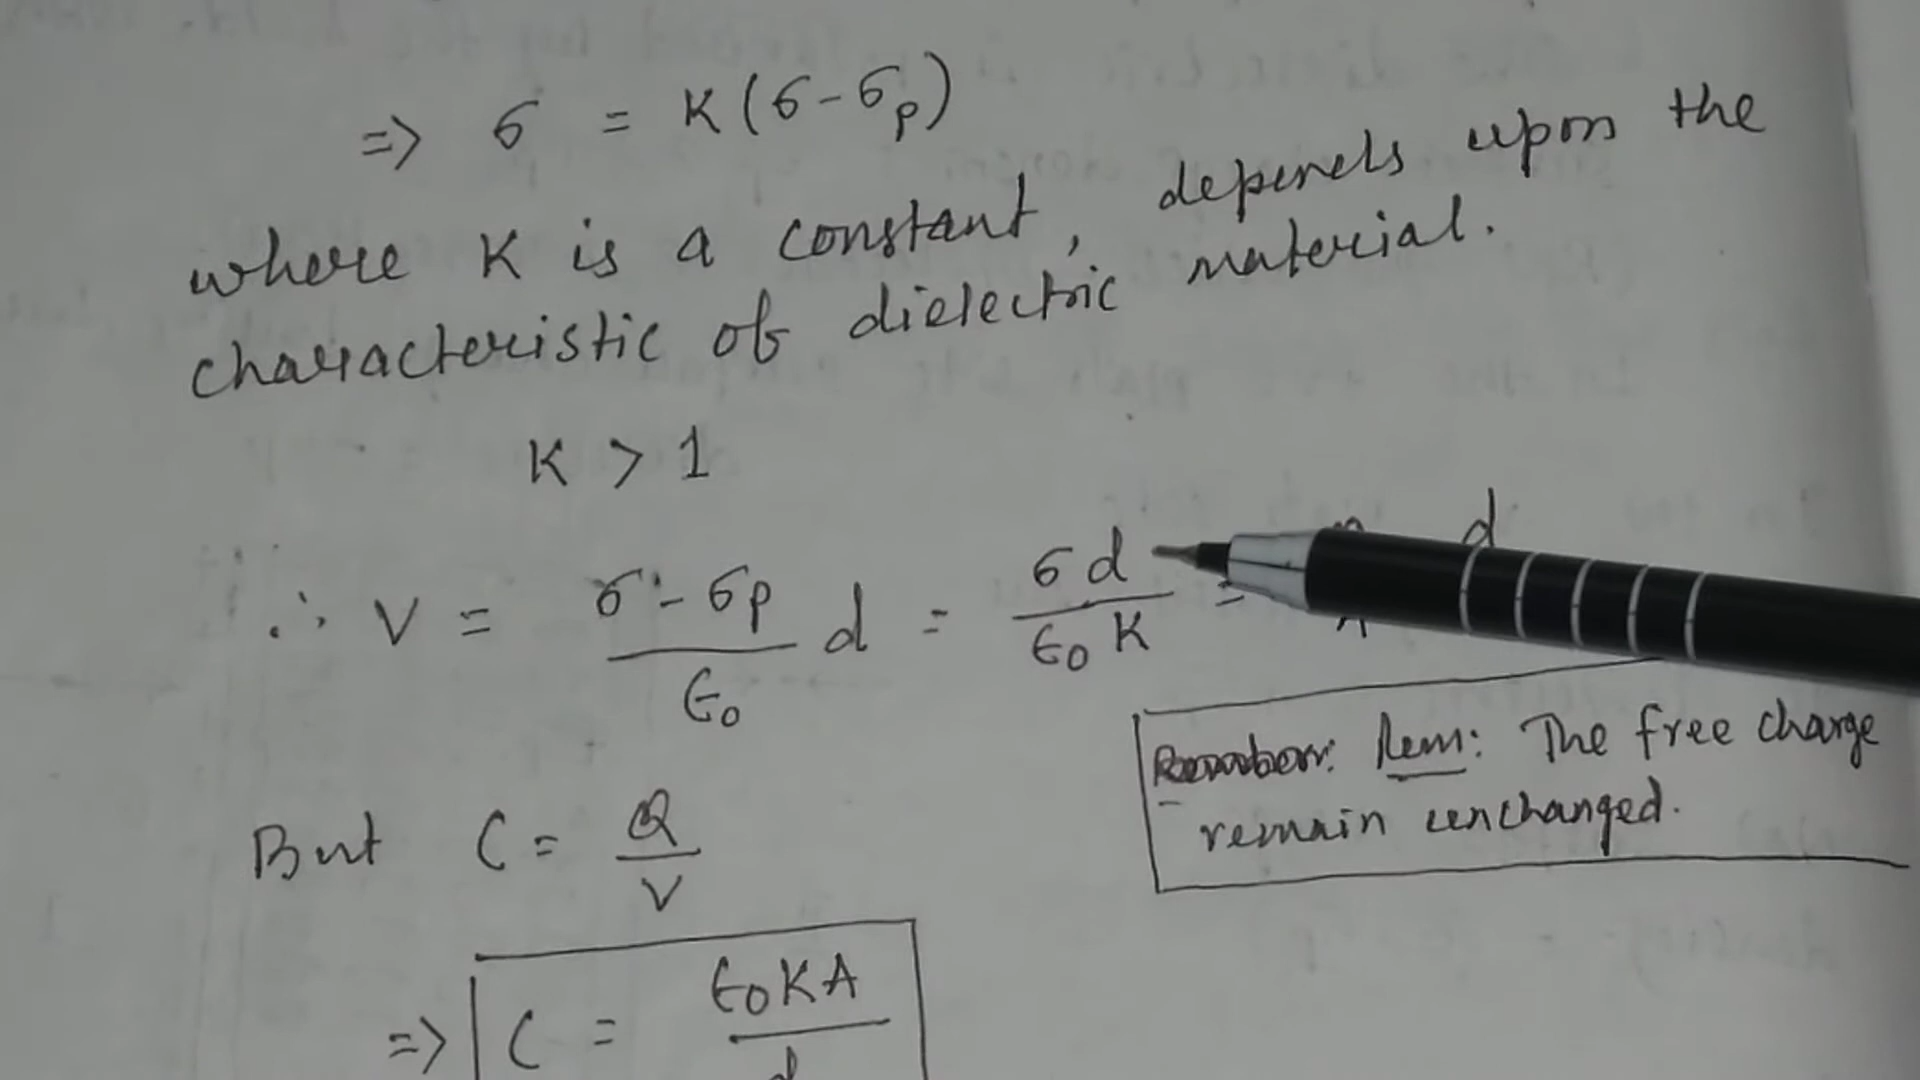 => σ = K(σ-σp)
where K is a constant, depends upon the
characteristic of dielectric material.
K > 1
∴ V = (σ - σp)/ε0 d = σd/(ε0 K) =
d
Rem: The free charge
remain unchanged.
But C = Q/V
=> C = ε0KA/d